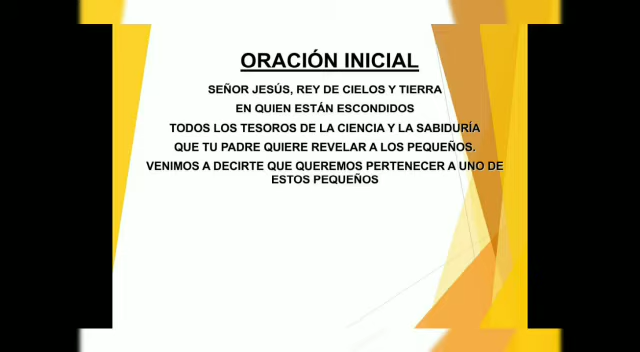 ORACIÓN INICIAL
SEÑOR JESÚS, REY DE CIELOS Y TIERRA
EN QUIEN ESTÁN ESCONDIDOS
TODOS LOS TESOROS DE LA CIENCIA Y LA SABIDURÍA
QUE TU PADRE QUIERE REVELAR A LOS PEQUEÑOS.
VENIMOS A DECIRTE QUE QUEREMOS PERTENECER A UNO DE
ESTOS PEQUEÑOS